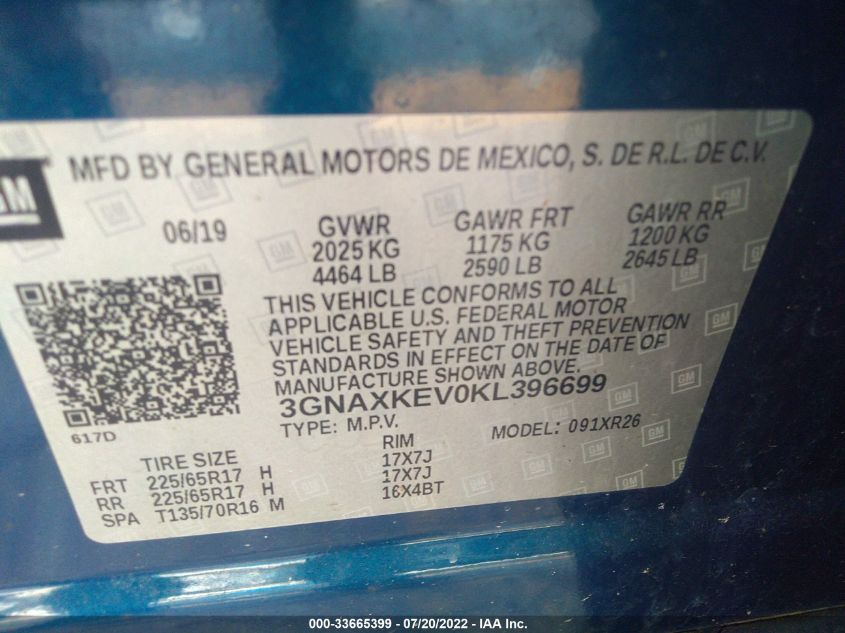 GM
MFD BY GENERAL MOTORS DE MEXICO, S. DE R.L. DE C.V.
06/19
GVWR
2025 KG
4464 LB
GAWR FRT
1175 KG
2590 LB
GAWR RR
1200 KG
2645 LB
THIS VEHICLE CONFORMS TO ALL
APPLICABLE U.S. FEDERAL MOTOR
VEHICLE SAFETY AND THEFT PREVENTION
STANDARDS IN EFFECT ON THE DATE OF
MANUFACTURE SHOWN ABOVE.
3GNAXKEV0KL396699
617D
TYPE: M.P.V. MODEL: 091XR26
TIRE SIZE RIM
FRT 225/65R17 H 17X7J
RR 225/65R17 H 17X7J
SPA T135/70R16 M 16X4BT
000-33665399 - 07/20/2022 - IAA Inc.